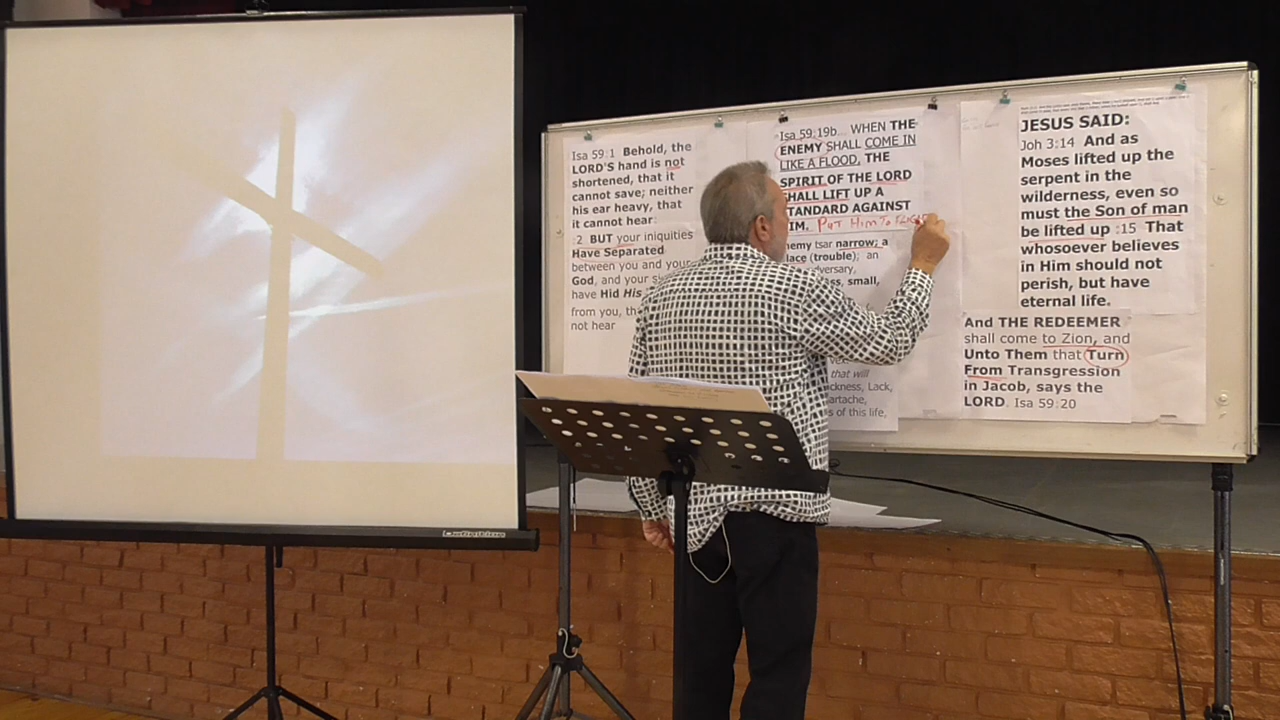 Isa 59:1 Behold, the
LORD'S hand is not
shortened, that it
cannot save; neither
his ear heavy, that
it cannot hear:
:2 BUT your iniquities
Have Separated
between you and your
God, and your
have Hid His
from you,
not hear
Isa 59:19b... WHEN THE
ENEMY SHALL COME IN
LIKE A FLOOD, THE
SPIRIT OF THE LORD
SHALL LIFT UP A
STANDARD AGAINST
HIM. PUT HIM TO
narrow; a
(trouble); an
small,
that will
Lack,
of this life,
JESUS SAID:
Joh 3:14 And as
Moses lifted up the
serpent in the
wilderness, even so
must the Son of man
be lifted up :15 That
whosoever believes
in Him should not
perish, but have
eternal life.
And THE REDEEMER
shall come to Zion, and
Unto Them that Turn
From Transgression
in Jacob, says the
LORD. Isa 59:20